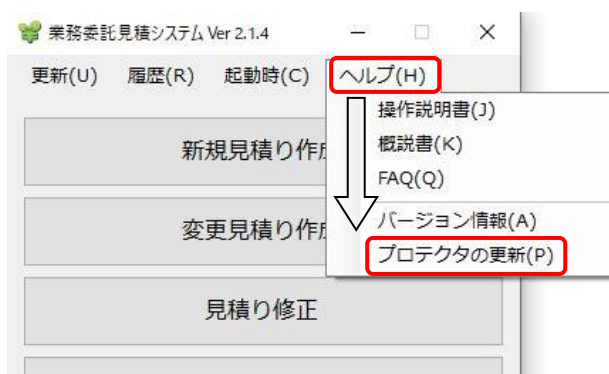 業務委託見積システム Ver 2.1.4
更新(U) 履歴(R) 起動時(C) ヘルプ(H)
操作説明書(J)
概説書(K)
FAQ(Q)
バージョン情報(A)
プロテクタの更新(P)
新規見積り作成
変更見積り作成
見積り修正